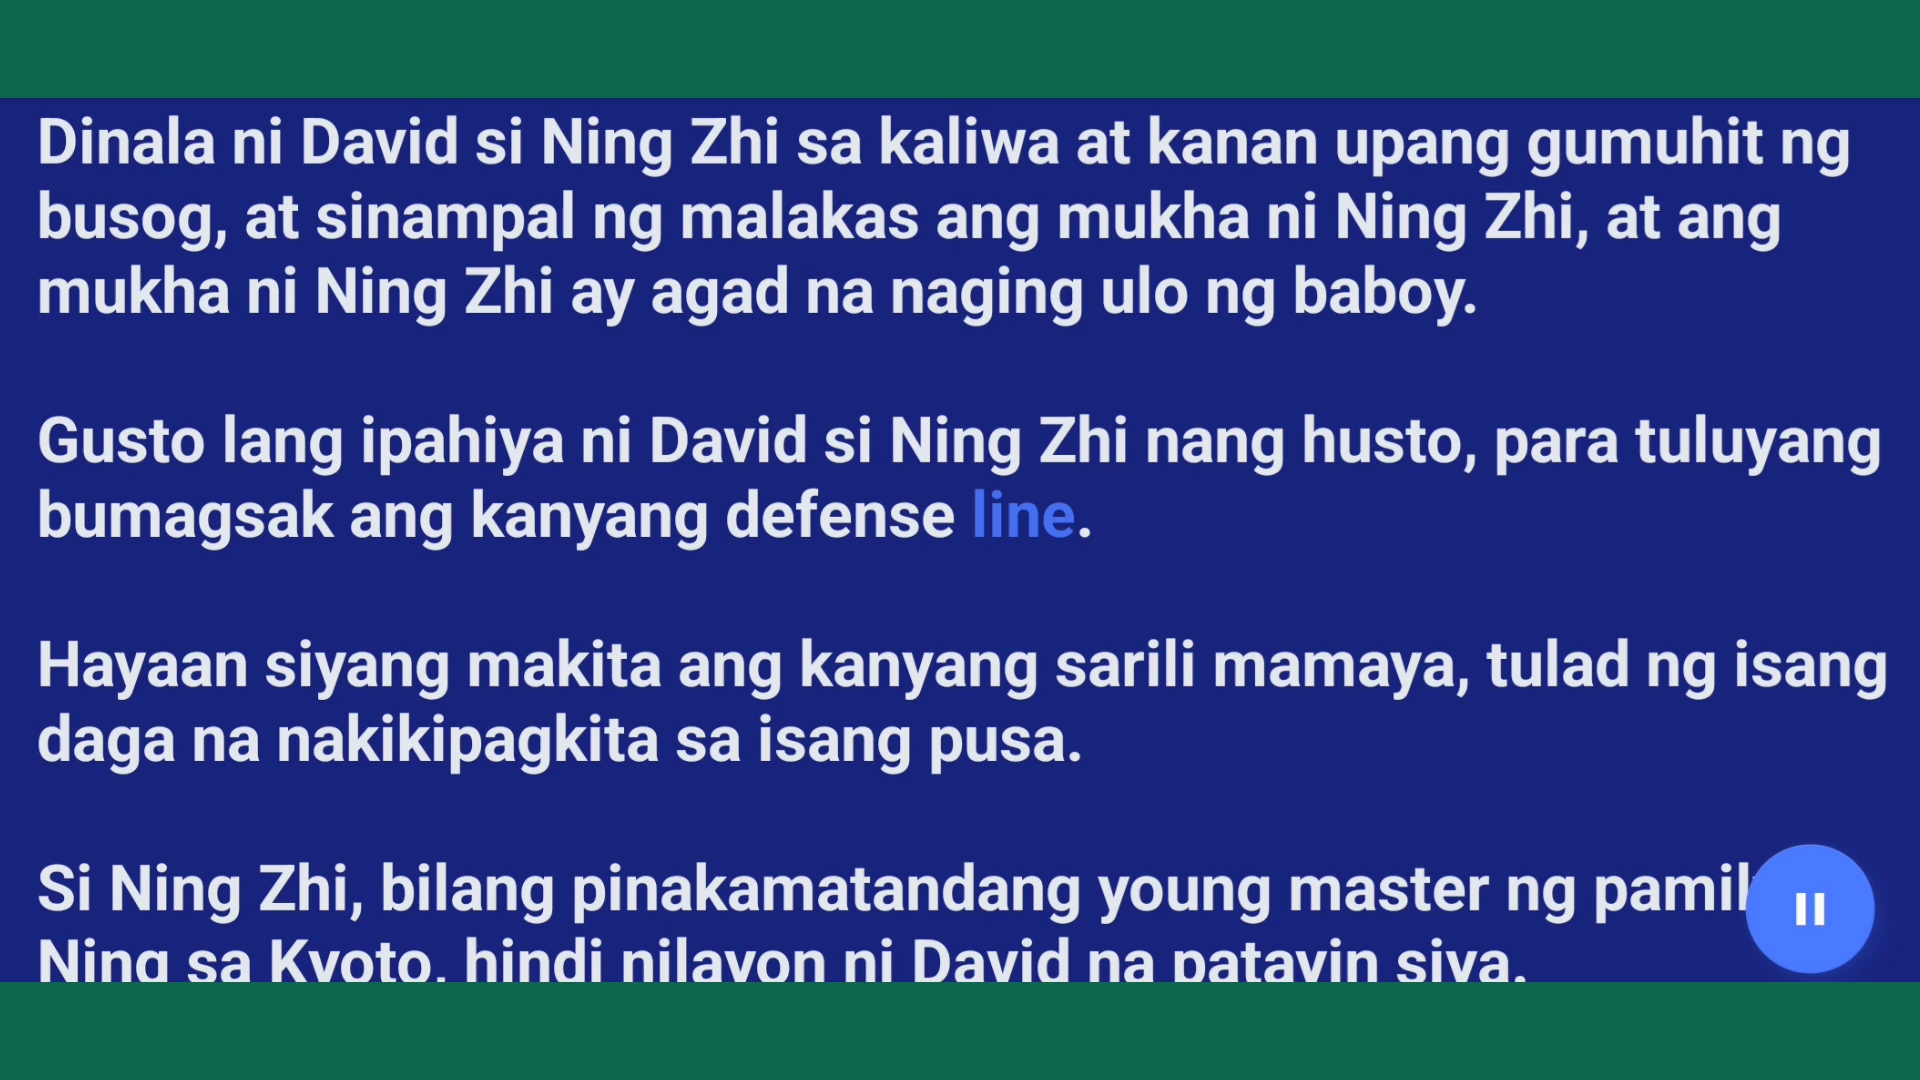 Dinala ni David si Ning Zhi sa kaliwa at kanan upang gumuhit ng
busog, at sinampal ng malakas ang mukha ni Ning Zhi, at ang
mukha ni Ning Zhi ay agad na naging ulo ng baboy.
Gusto lang ipahiya ni David si Ning Zhi nang husto, para tuluyang
bumagsak ang kanyang defense line.
Hayaan siyang makita ang kanyang sarili mamaya, tulad ng isang
daga na nakikipagkita sa isang pusa.
Si Ning Zhi, bilang pinakamatandang young master ng
Ning sa Kyoto, hindi nilayon ni David na patayin siya.